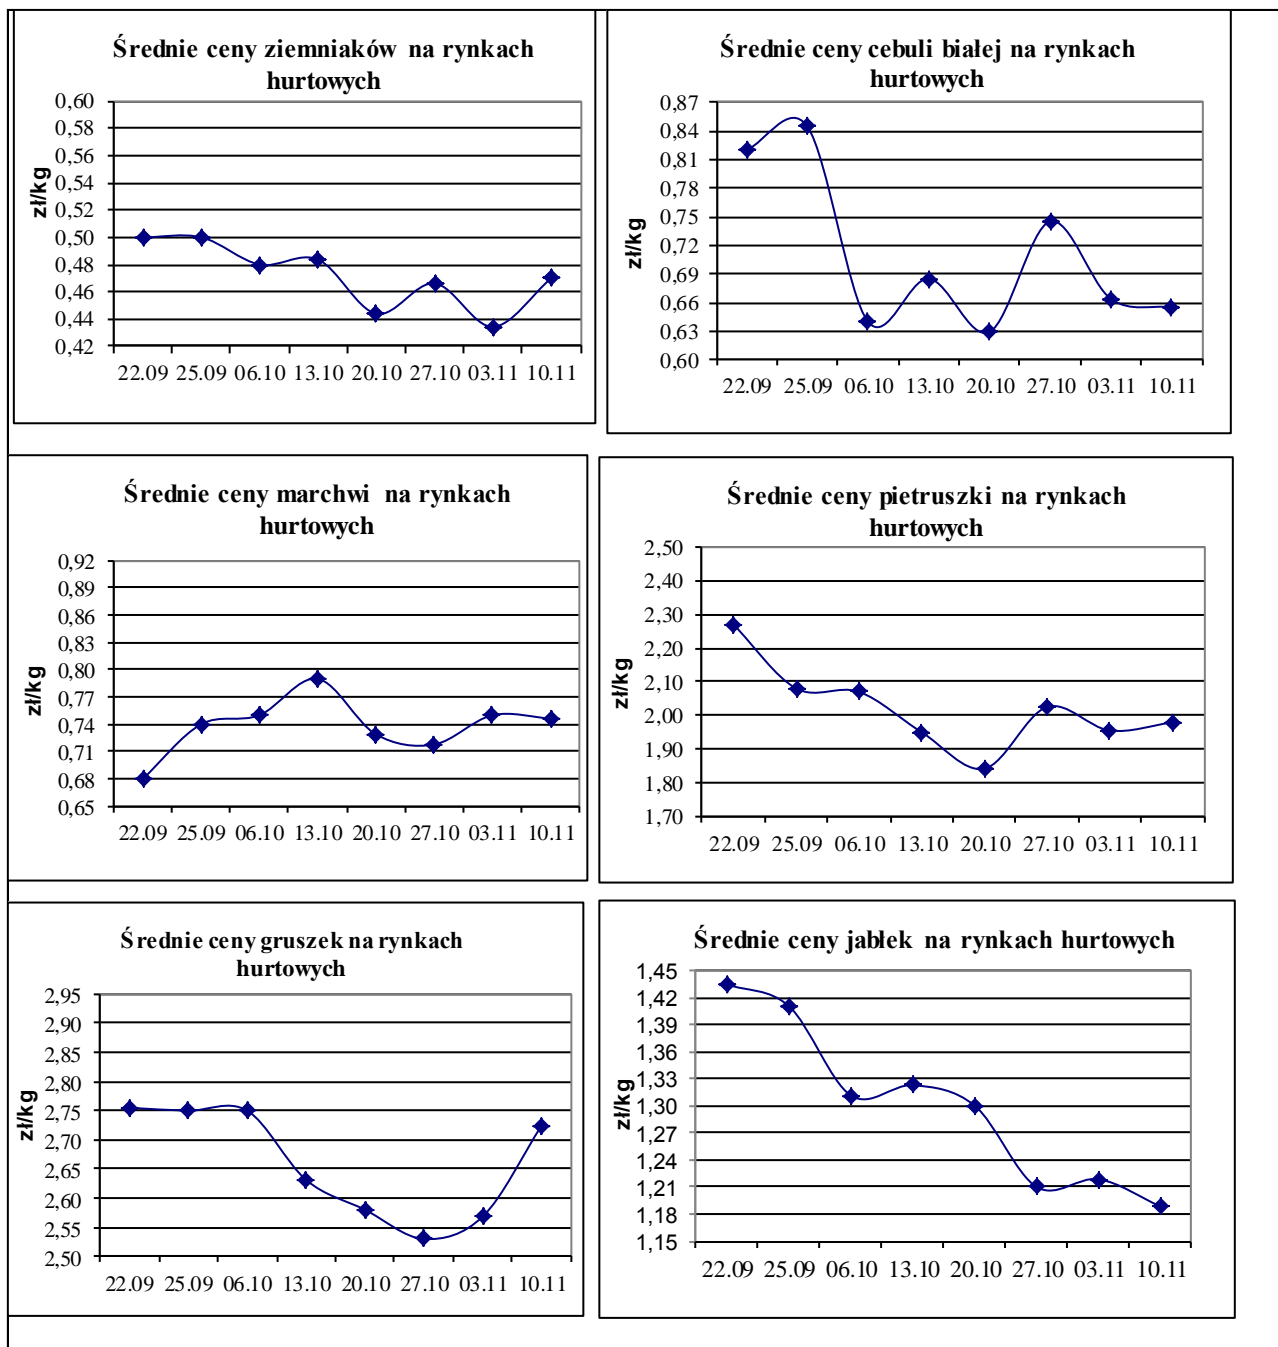 Średnie ceny ziemniaków na rynkach
hurtowych
zł/kg
0,60
0,58
0,56
0,54
0,52
0,50
0,48
0,46
0,44
0,42
22.09 25.09 06.10 13.10 20.10 27.10 03.11 10.11
Średnie ceny cebuli białej na rynkach
hurtowych
zł/kg
0,87
0,84
0,81
0,78
0,75
0,72
0,69
0,66
0,63
0,60
22.09 25.09 06.10 13.10 20.10 27.10 03.11 10.11
Średnie ceny marchwi na rynkach
hurtowych
zł/kg
0,92
0,89
0,86
0,83
0,80
0,77
0,74
0,71
0,68
0,65
22.09 25.09 06.10 13.10 20.10 27.10 03.11 10.11
Średnie ceny pietruszki na rynkach
hurtowych
zł/kg
2,50
2,40
2,30
2,20
2,10
2,00
1,90
1,80
1,70
22.09 25.09 06.10 13.10 20.10 27.10 03.11 10.11
Średnie ceny gruszek na rynkach
hurtowych
zł/kg
2,95
2,90
2,85
2,80
2,75
2,70
2,65
2,60
2,55
2,50
22.09 25.09 06.10 13.10 20.10 27.10 03.11 10.11
Średnie ceny jabłek na rynkach hurtowych
zł/kg
1,45
1,42
1,39
1,36
1,33
1,30
1,27
1,24
1,21
1,18
1,15
22.09 25.09 06.10 13.10 20.10 27.10 03.11 10.11